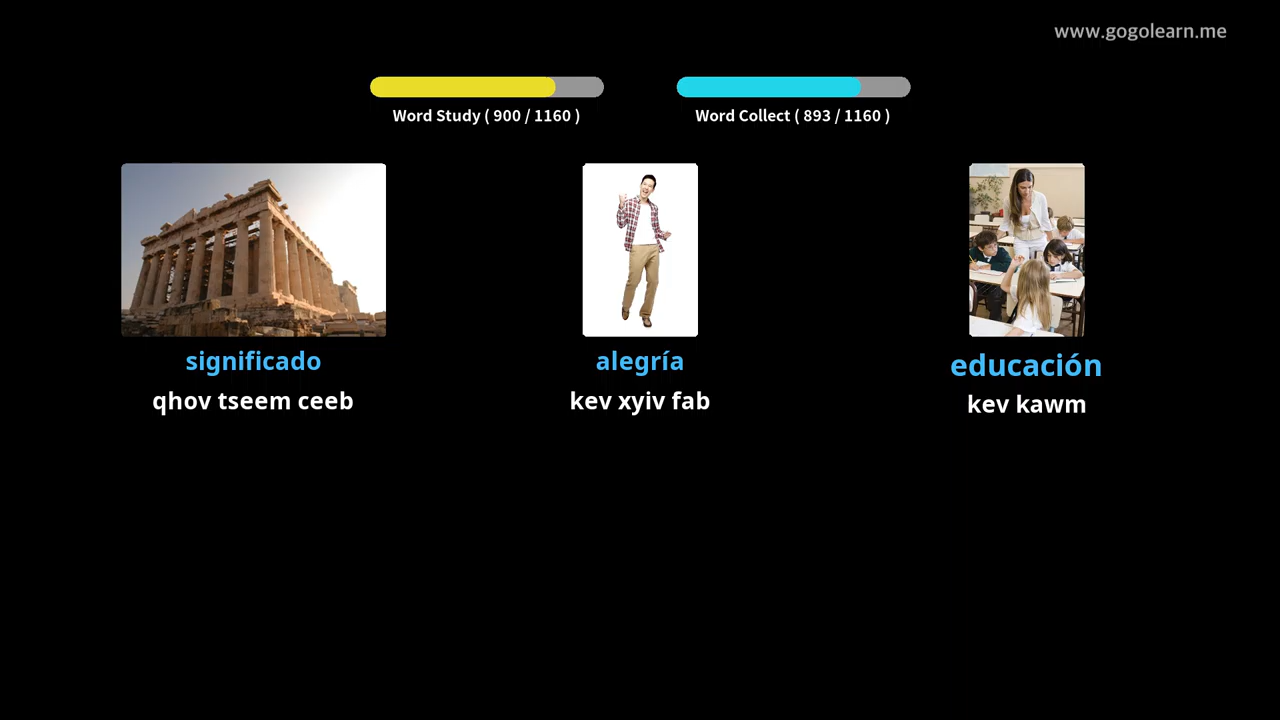 www.gogolearn.me
Word Study ( 900 / 1160 )
Word Collect ( 893 / 1160 )
significado
qhov tseem ceeb
alegría
kev xyiv fab
educación
kev kawm